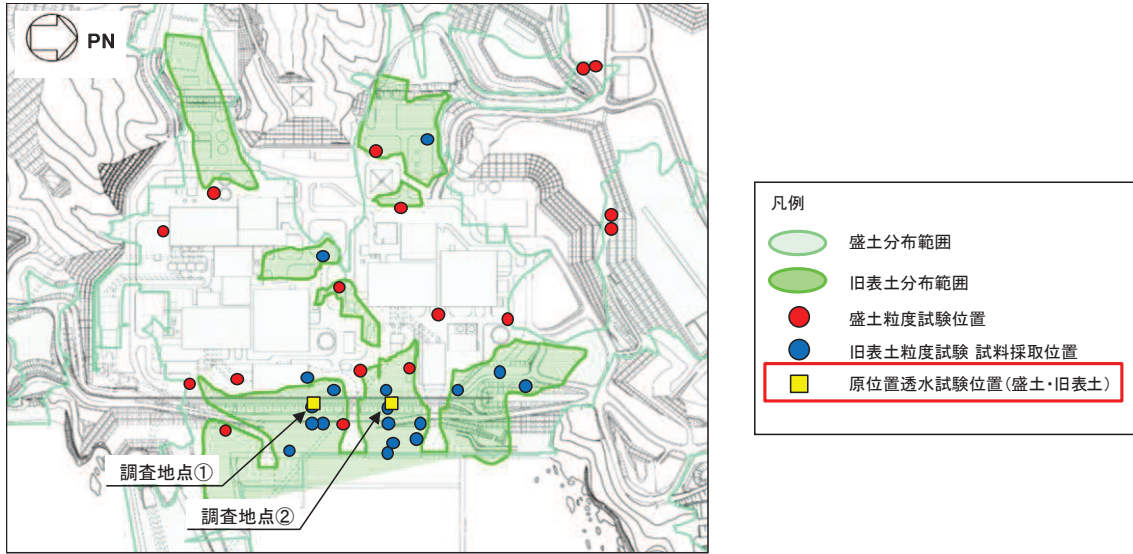 PN
調査地点①
調査地点②
凡例
盛土分布範囲
旧表土分布範囲
盛土粒度試験位置
旧表土粒度試験 試料採取位置
原位置透水試験位置(盛土・旧表土)